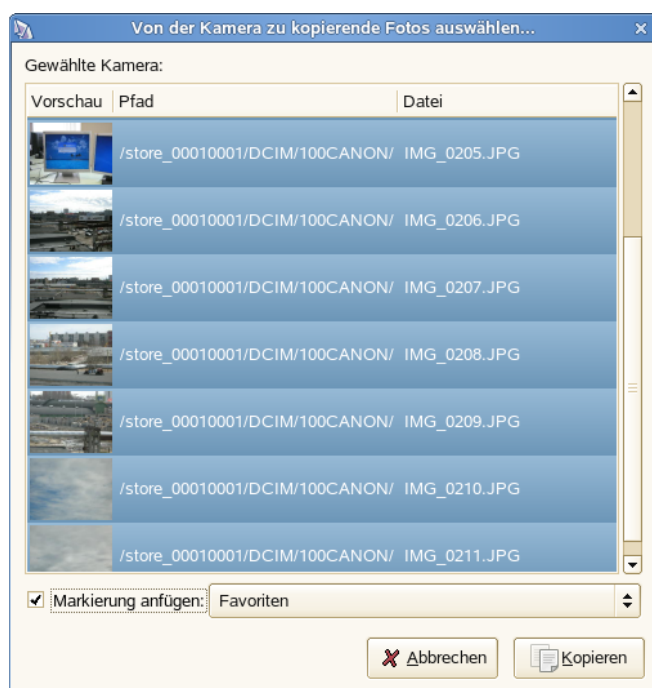 Von der Kamera zu kopierende Fotos auswählen...
Gewählte Kamera:
Vorschau Pfad Datei
/store_00010001/DCIM/100CANON/ IMG_0205.JPG
/store_00010001/DCIM/100CANON/ IMG_0206.JPG
/store_00010001/DCIM/100CANON/ IMG_0207.JPG
/store_00010001/DCIM/100CANON/ IMG_0208.JPG
/store_00010001/DCIM/100CANON/ IMG_0209.JPG
/store_00010001/DCIM/100CANON/ IMG_0210.JPG
/store_00010001/DCIM/100CANON/ IMG_0211.JPG
Markierung anfügen: Favoriten
Abbrechen Kopieren